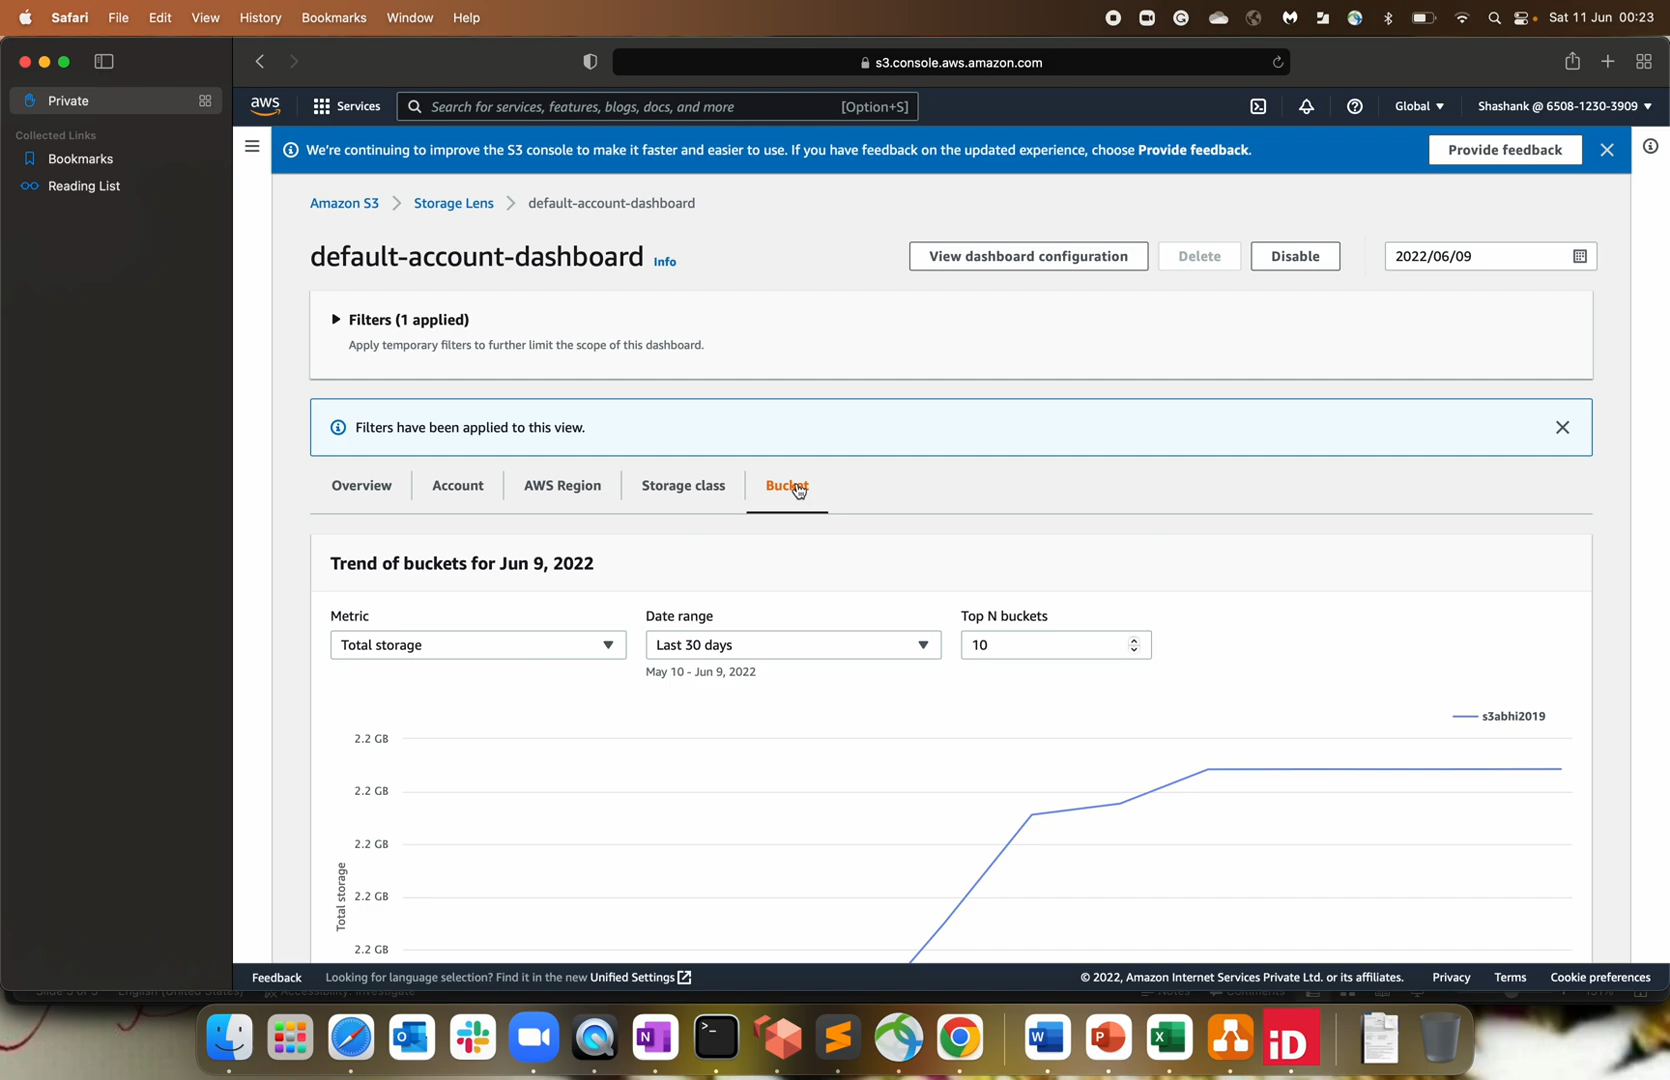 Safari File Edit View History Bookmarks Window Help Sat 11 Jun 00:23
s3.console.aws.amazon.com
Private
Collected Links
Bookmarks
Reading List
aws Services Search for services, features, blogs, docs, and more [Option+S] Global Shashank @ 6508-1230-3909
We're continuing to improve the S3 console to make it faster and easier to use. If you have feedback on the updated experience, choose Provide feedback. Provide feedback
Amazon S3 Storage Lens default-account-dashboard
default-account-dashboard Info View dashboard configuration Delete Disable 2022/06/09
Filters (1 applied)
Apply temporary filters to further limit the scope of this dashboard.
Filters have been applied to this view.
Overview Account AWS Region Storage class Bucket
Trend of buckets for Jun 9, 2022
Metric Date range Top N buckets
Total storage Last 30 days 10
May 10 - Jun 9, 2022
s3abhi2019
2.2 GB
2.2 GB
2.2 GB
2.2 GB
2.2 GB
Total storage
Feedback Looking for language selection? Find it in the new Unified Settings © 2022, Amazon Internet Services Private Ltd. or its affiliates. Privacy Terms Cookie preferences
N W P X iD